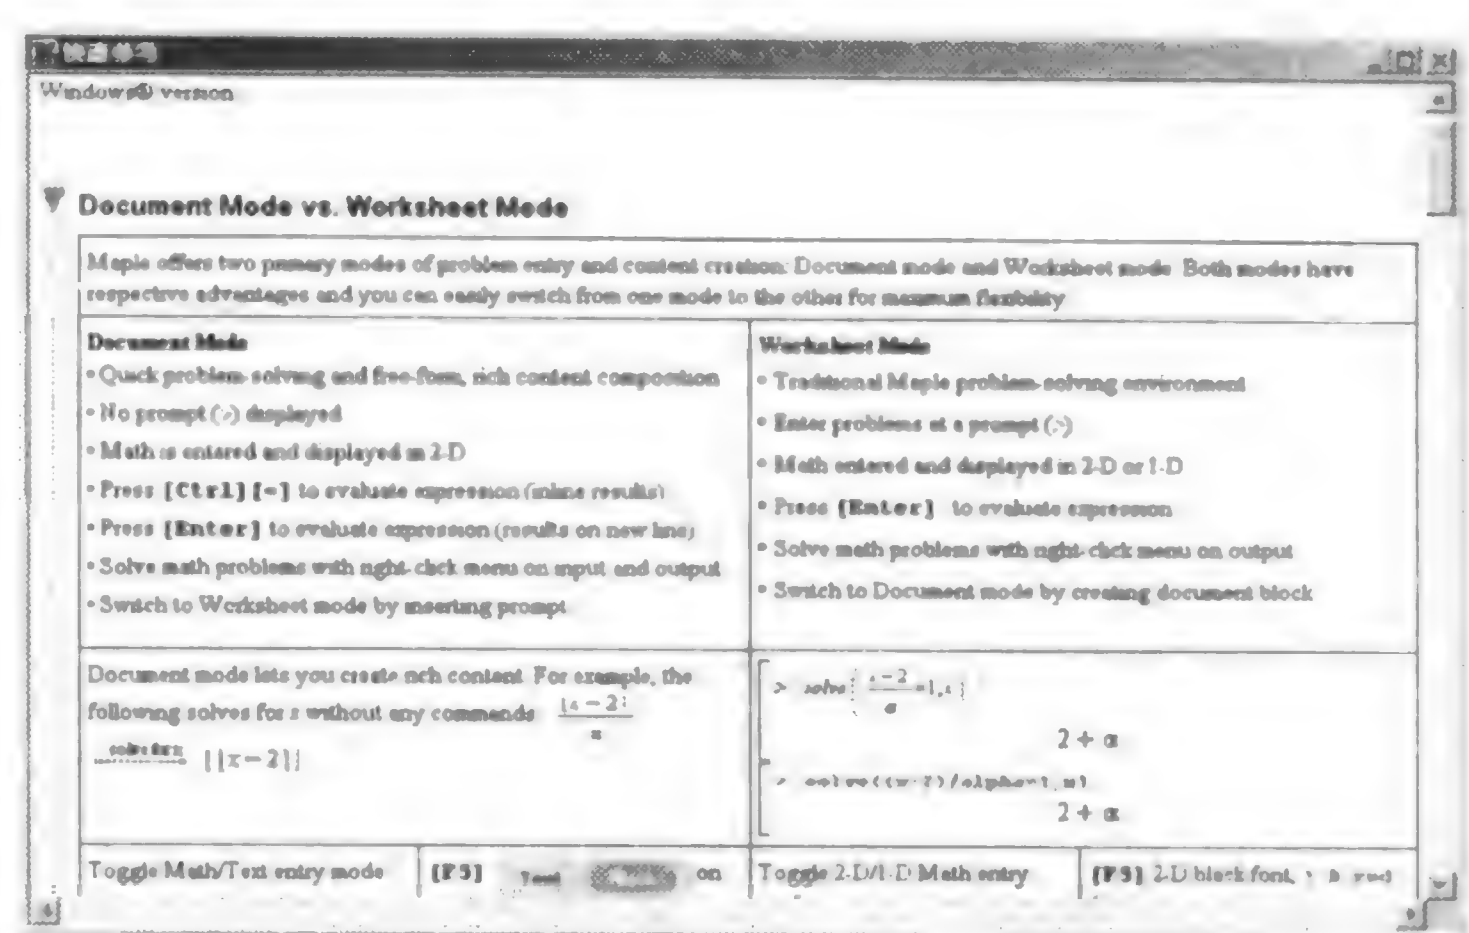 Windows® version
Document Mode vs. Worksheet Mode
Maple offers two primary modes of problem entry and content creation: Document mode and Worksheet mode. Both modes have
respective advantages and you can easily switch from one mode to the other for maximum flexibility
Document Mode
• Quick problem-solving and free-form, rich content composition
• No prompt (>) displayed
• Math is entered and displayed in 2-D
• Press [Ctrl][=] to evaluate expression (inline results)
• Press [Enter] to evaluate expression (results on new line)
• Solve math problems with right-click menu on input and output
• Switch to Worksheet mode by inserting prompt
Worksheet Mode
• Traditional Maple problem-solving environment
• Enter problems at a prompt (>)
• Math entered and displayed in 2-D or 1-D
• Press [Enter] to evaluate expression
• Solve math problems with right-click menu on output
• Switch to Document mode by creating document block
Document mode lets you create rich content. For example, the
following solves for x without any commands
solve for x
[[x-2]]
> solve
2 + α
2 + α
Toggle Math/Text entry mode
[F5] Text on
Toggle 2-D/1-D Math entry
[F5] 2-D black font,